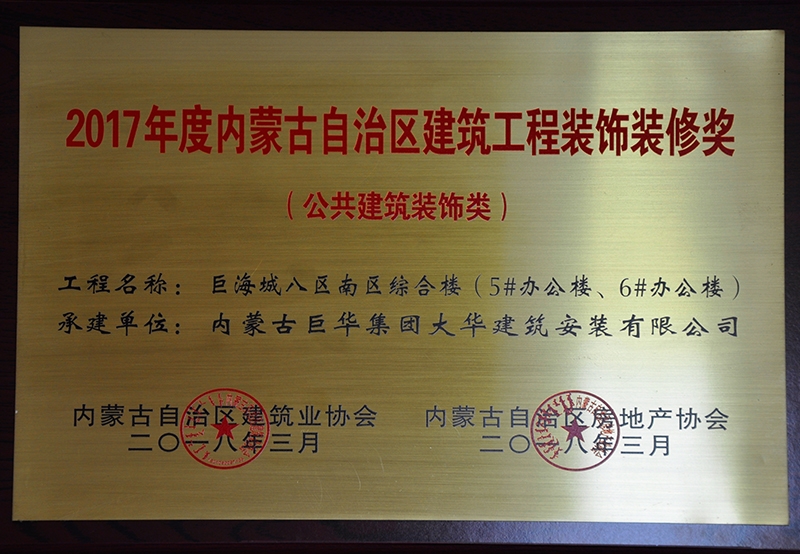 2017年度内蒙古自治区建筑工程装饰装修奖
（公共建筑装饰类）
工程名称：巨海城八区南区综合楼（5#办公楼、6#办公楼）
承建单位：内蒙古巨华集团大华建筑安装有限公司
内蒙古自治区建筑业协会
二〇一八年三月
内蒙古自治区房地产协会
二〇一八年三月